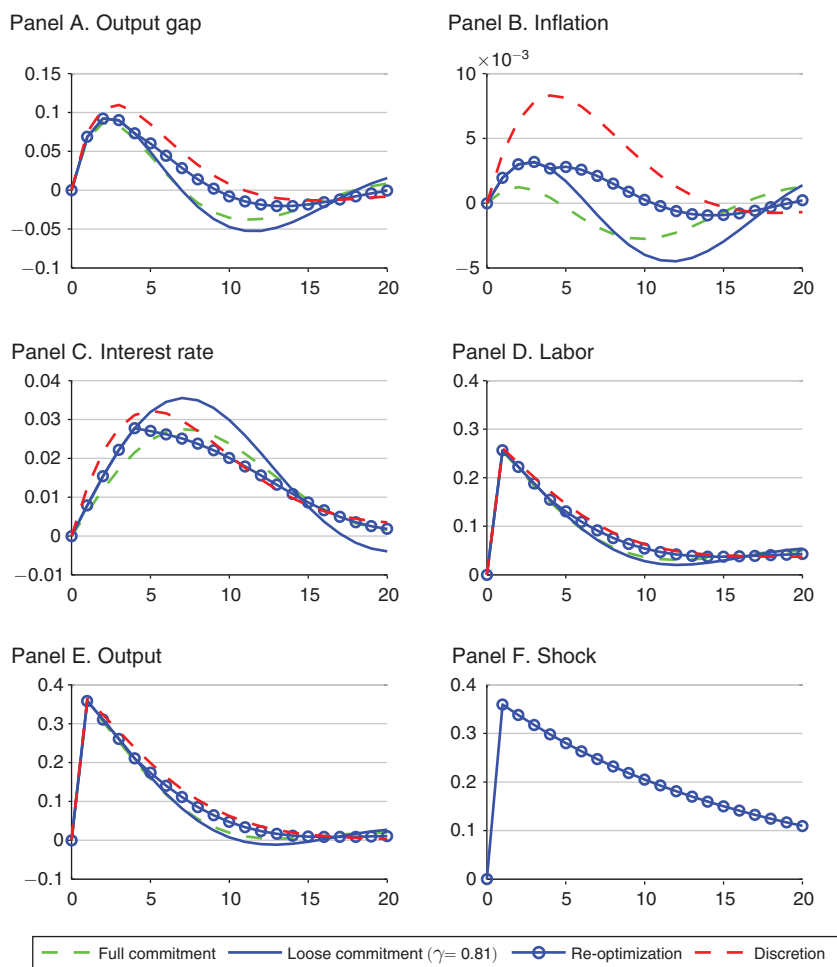 Panel A. Output gap
0.15
0.1
0.05
0
−0.05
−0.1
0 5 10 15 20
Panel B. Inflation
×10−3
10
5
0
−5
0 5 10 15 20
Panel C. Interest rate
0.04
0.03
0.02
0.01
0
−0.01
0 5 10 15 20
Panel D. Labor
0.4
0.3
0.2
0.1
0
0 5 10 15 20
Panel E. Output
0.4
0.3
0.2
0.1
0
−0.1
0 5 10 15 20
Panel F. Shock
0.4
0.3
0.2
0.1
0
0 5 10 15 20
Full commitment Loose commitment (γ= 0.81) Re-optimization Discretion